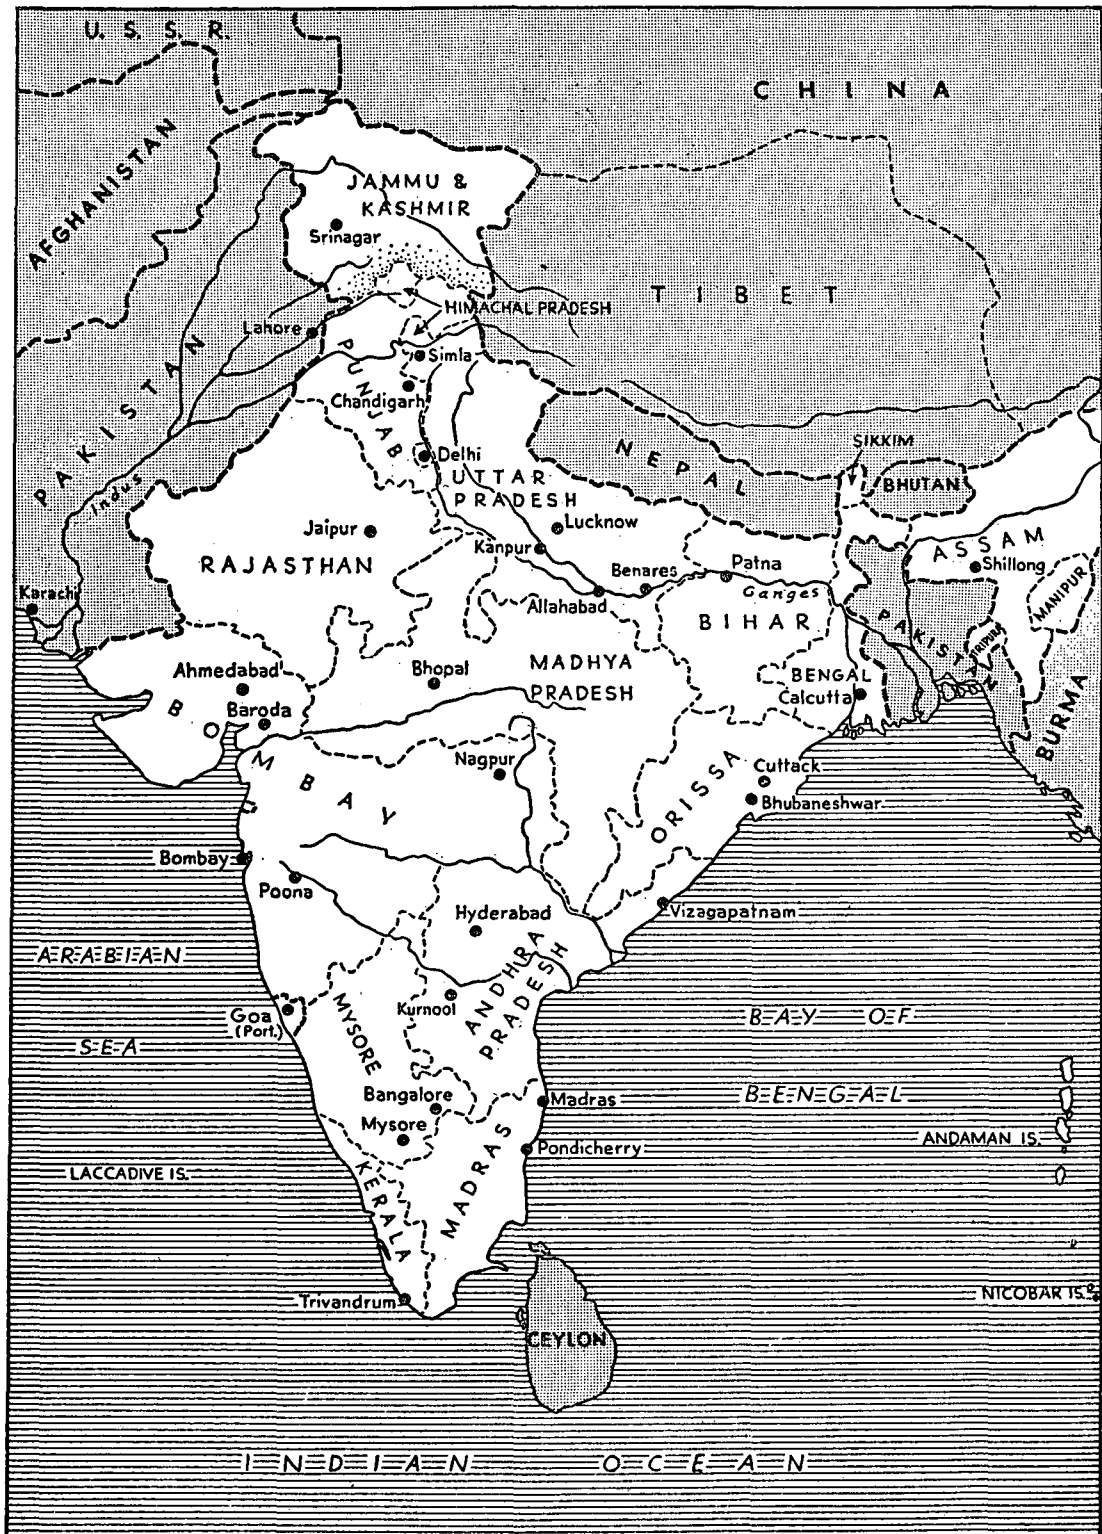 U. S. S. R.
CHINA
AFGHANISTAN
JAMMU &
KASHMIR
Srinagar
TIBET
HIMACHAL PRADESH
Lahore
Simla
PUNJAB
Chandigarh
PAKISTAN
Indus
Delhi
NEPAL
SIKKIM
BHUTAN
UTTAR
PRADESH
Jaipur
Lucknow
RAJASTHAN
Kanpur
Benares
Patna
Ganges
ASSAM
Shillong
MANIPUR
Karachi
Allahabad
BIHAR
PAKISTAN
TRIPURA
Ahmedabad
Bhopal
MADHYA
PRADESH
BENGAL
Calcutta
BURMA
Baroda
BOMBAY
Nagpur
Cuttack
Bhubaneshwar
ORISSA
Bombay
Poona
Hyderabad
Vizagapatnam
ARABIAN
SEA
Goa
(Port.)
MYSORE
Kurnool
ANDHRA
PRADESH
BAY OF
BENGAL
Bangalore
Mysore
Madras
Pondicherry
ANDAMAN IS.
LACCADIVE IS.
KERALA
MADRAS
Trivandrum
NICOBAR IS.
CEYLON
INDIAN OCEAN